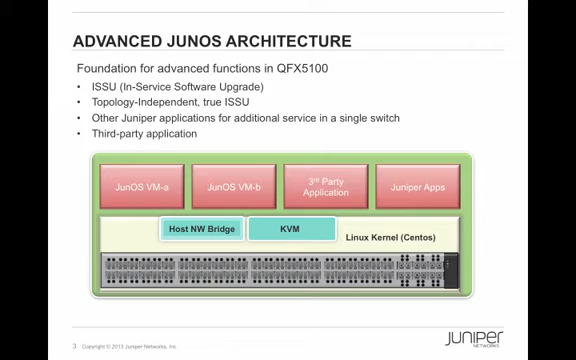 ADVANCED JUNOS ARCHITECTURE
Foundation for advanced functions in QFX5100
• ISSU (In-Service Software Upgrade)
• Topology-Independent, true ISSU
• Other Juniper applications for additional service in a single switch
• Third-party application
JunOS VM-a
JunOS VM-b
3rd Party
Application
Juniper Apps
Host NW Bridge
KVM
Linux Kernel (Centos)
3 Copyright © 2013 Juniper Networks, Inc.
JUNIPER
NETWORKS